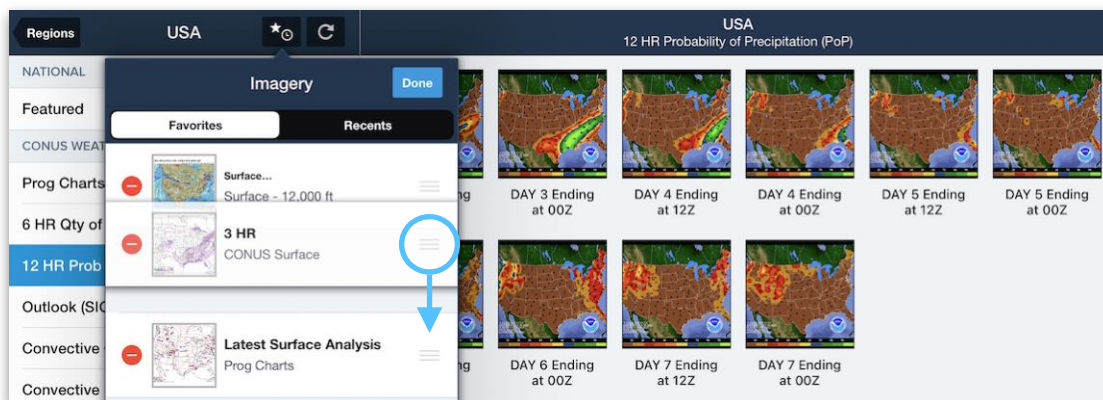 Regions
USA
USA
12 HR Probability of Precipitation (PoP)
NATIONAL
Featured
CONUS WEAT
Prog Charts
6 HR Qty of
12 HR Prob
Outlook (SIG
Convective
Convective
Imagery
Done
Favorites
Recents
Surface...
Surface - 12,000 ft
3 HR
CONUS Surface
Latest Surface Analysis
Prog Charts
DAY 3 Ending
at 00Z
DAY 4 Ending
at 12Z
DAY 4 Ending
at 00Z
DAY 5 Ending
at 12Z
DAY 5 Ending
at 00Z
DAY 6 Ending
at 00Z
DAY 7 Ending
at 12Z
DAY 7 Ending
at 00Z